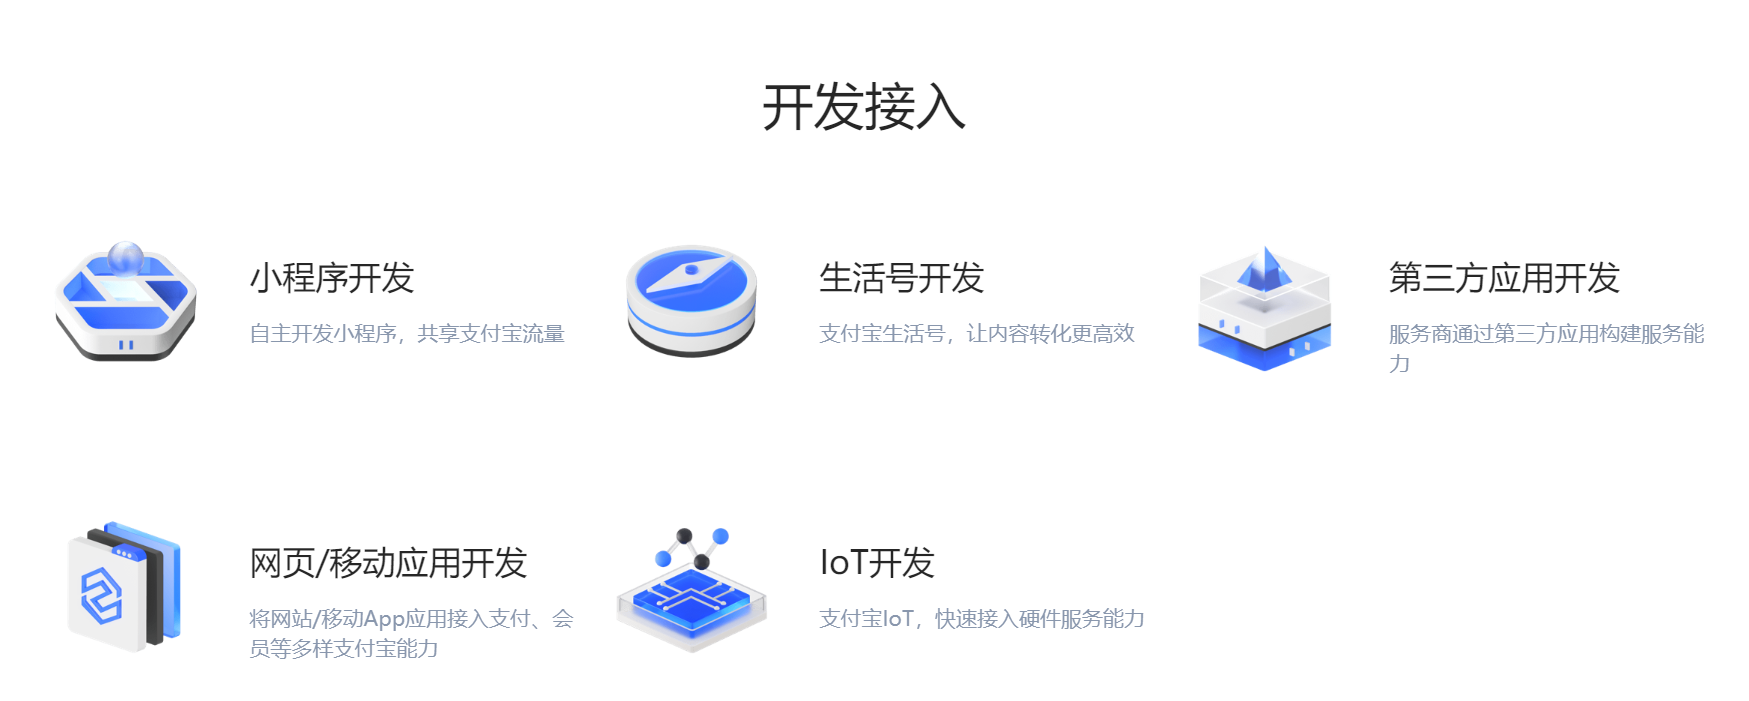 开发接入
小程序开发
自主开发小程序，共享支付宝流量
生活号开发
支付宝生活号，让内容转化更高效
第三方应用开发
服务商通过第三方应用构建服务能
力
网页/移动应用开发
将网站/移动App应用接入支付、会
员等多样支付宝能力
IoT开发
支付宝IoT，快速接入硬件服务能力